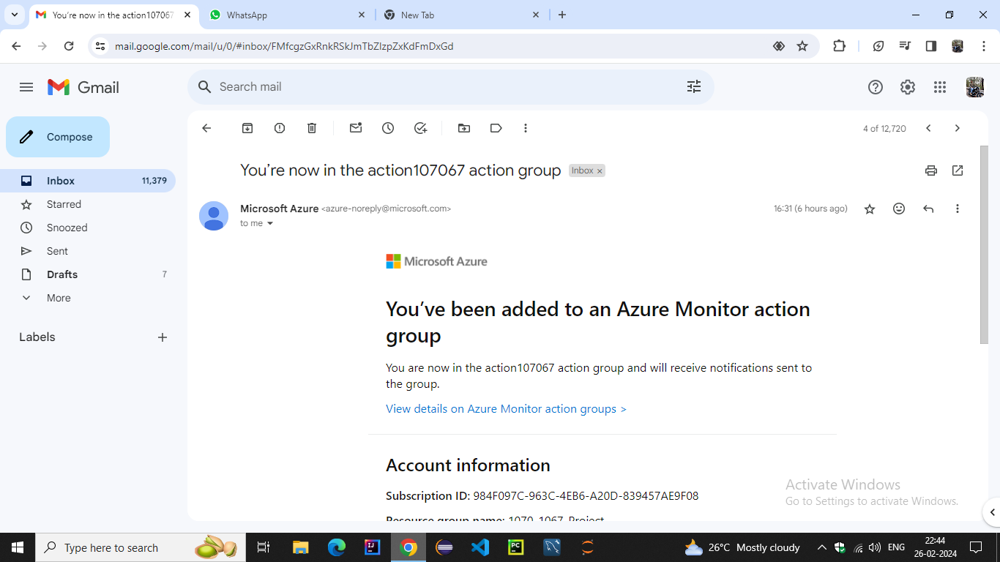 You're now in the action107067
WhatsApp
New Tab
mail.google.com/mail/u/0/#inbox/FMfcgzGxRnkRSkJmTbZlzpZxKdFmDxGd
Gmail
Search mail
Compose
4 of 12,720
Inbox 11,379
Starred
Snoozed
Sent
Drafts 7
More
Labels
You’re now in the action107067 action group Inbox ×
Microsoft Azure <azure-noreply@microsoft.com> 16:31 (6 hours ago)
to me
Microsoft Azure
You’ve been added to an Azure Monitor action
group
You are now in the action107067 action group and will receive notifications sent to
the group.
View details on Azure Monitor action groups >
Account information
Subscription ID: 984F097C-963C-4EB6-A20D-839457AE9F08
Resource group name: 1070_1067_Project
Activate Windows
Go to Settings to activate Windows.
Type here to search
IJ
PC
26°C Mostly cloudy
ENG
22:44
26-02-2024